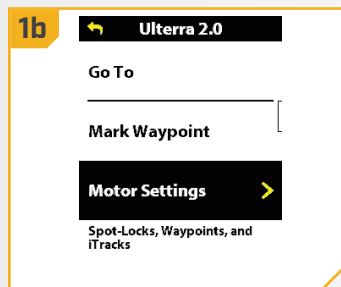 1b
Ulterra 2.0
Go To
Mark Waypoint
Motor Settings
Spot-Locks, Waypoints, and
iTracks